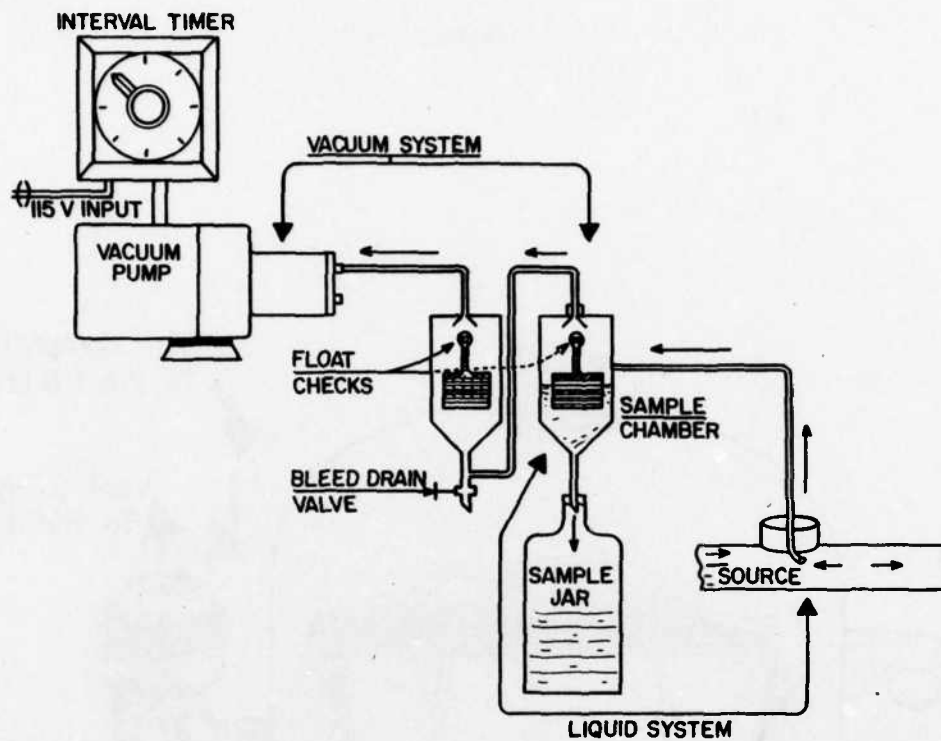 INTERVAL TIMER
VACUUM SYSTEM
115 V INPUT
VACUUM
PUMP
FLOAT
CHECKS
SAMPLE
CHAMBER
BLEED DRAIN
VALVE
SOURCE
SAMPLE
JAR
LIQUID SYSTEM